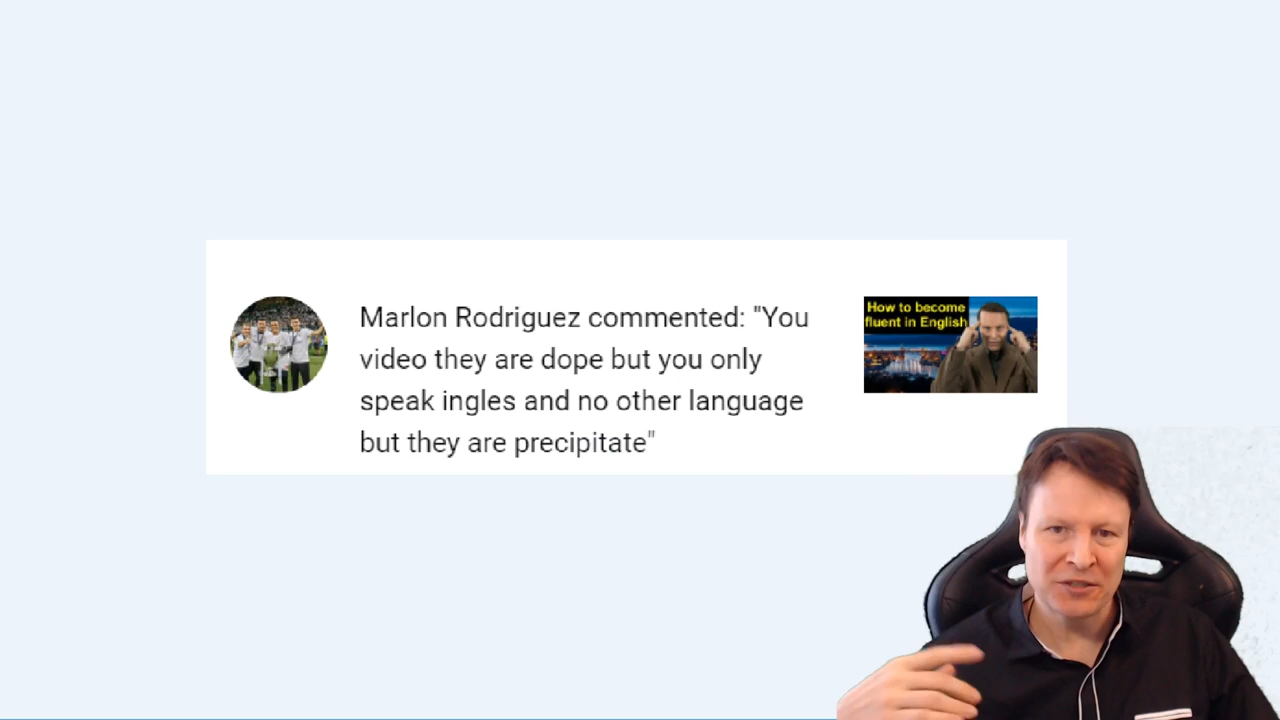 Marlon Rodriguez commented: "You
video they are dope but you only
speak ingles and no other language
but they are precipitate"
How to become
fluent in English